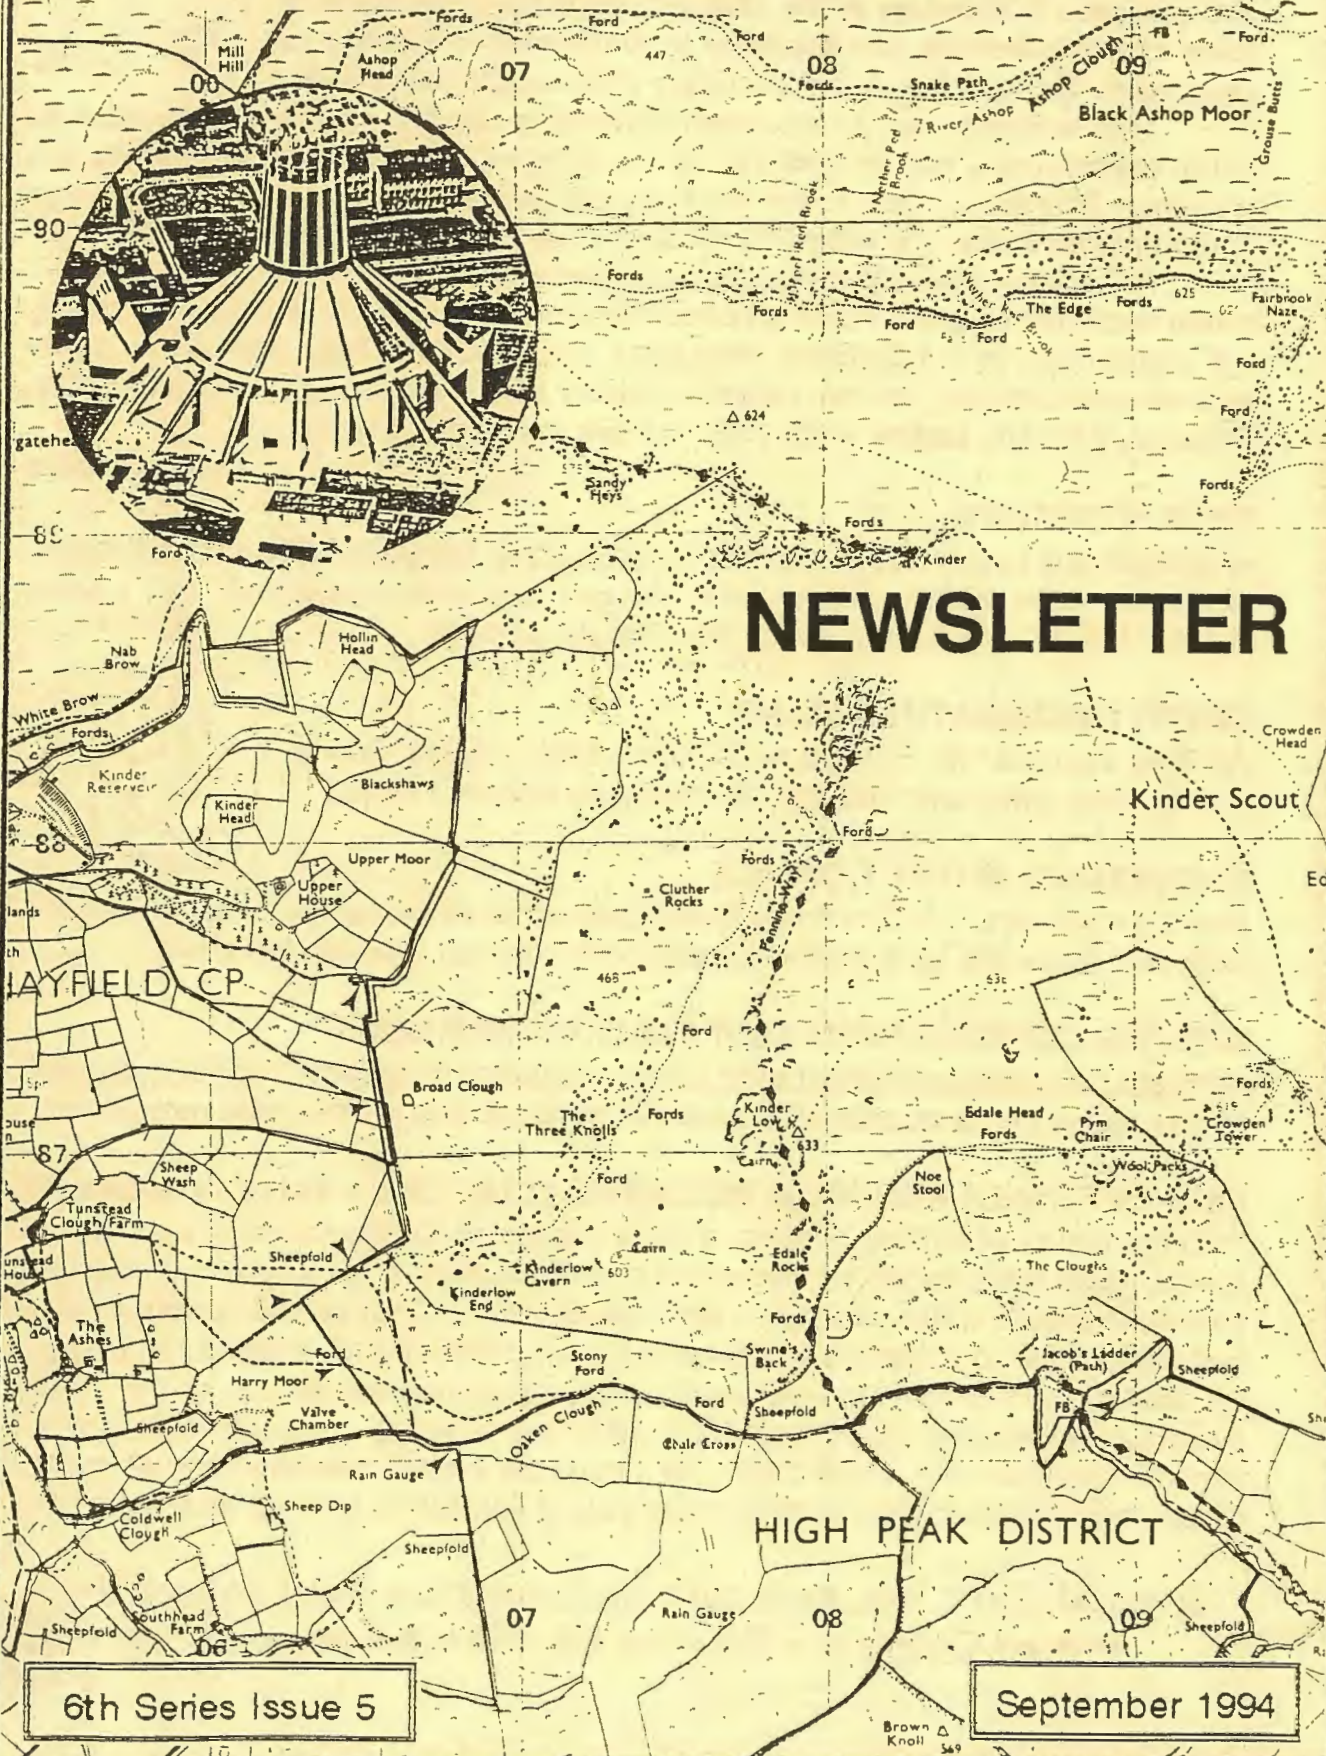 Mill
Hill
Ashop
Head
Fords
Ford
447
Ford
07
08
Fords
Snake Path
River Ashop
Ashop Clough
09
FB
Ford
Black Ashop Moor
Grouse Butts
Nether Red
Brook
90
Fords
Fords
Ford
Ford
The Edge
Fords
625
Fairbrook
Naze
Ford
Ford
Fords
624
Sandy
Heys
Fords
Kinder
Ford
NEWSLETTER
Nab
Brow
Hollin
Head
White Brow
Fords
Kinder
Reservoir
Blackshaws
Kinder
Head
Crowden
Head
Kinder Scout
88
Upper Moor
Upper
House
Ford
Fords
Cluther
Rocks
Pennine Way
lands
AYFIELD CP
468
Ford
Broad Clough
The
Three Knolls
Fords
Kinder
Low
633
Cairn
Edale Head
Fords
Pym
Chair
Fords
Crowden
Tower
Wool Packs
87
Sheep
Wash
Ford
Noe
Stool
Tunstead
Clough Farm
Sheepfold
Cairn
603
Kinderlow
Cavern
Kinderlow
End
Edale
Rocks
The Cloughs
Fords
The
Ashes
Ford
Harry Moor
Stony
Ford
Swine's
Back
Jacob's Ladder
(Path)
Sheepfold
FB
Valve
Chamber
Sheepfold
Oaken Clough
Ford
Sheepfold
Edale Cross
Rain Gauge
Sheep Dip
Coldwell
Clough
Sheepfold
HIGH PEAK DISTRICT
Sheepfold
Southhead
Farm
06
07
Rain Gauge
08
09
Sheepfold
6th Series Issue 5
September 1994
Brown
Knoll
569